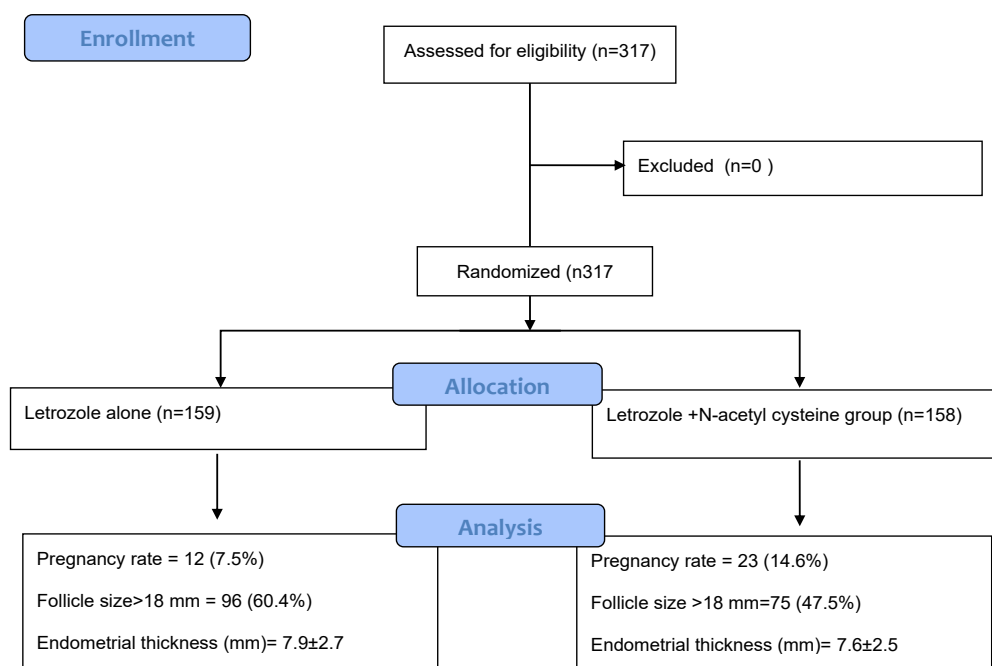 Enrollment
Assessed for eligibility (n=317)
Excluded (n=0 )
Randomized (n317
Allocation
Letrozole alone (n=159)
Letrozole +N-acetyl cysteine group (n=158)
Analysis
Pregnancy rate = 12 (7.5%)
Follicle size>18 mm = 96 (60.4%)
Endometrial thickness (mm)= 7.9±2.7
Pregnancy rate = 23 (14.6%)
Follicle size >18 mm=75 (47.5%)
Endometrial thickness (mm)= 7.6±2.5